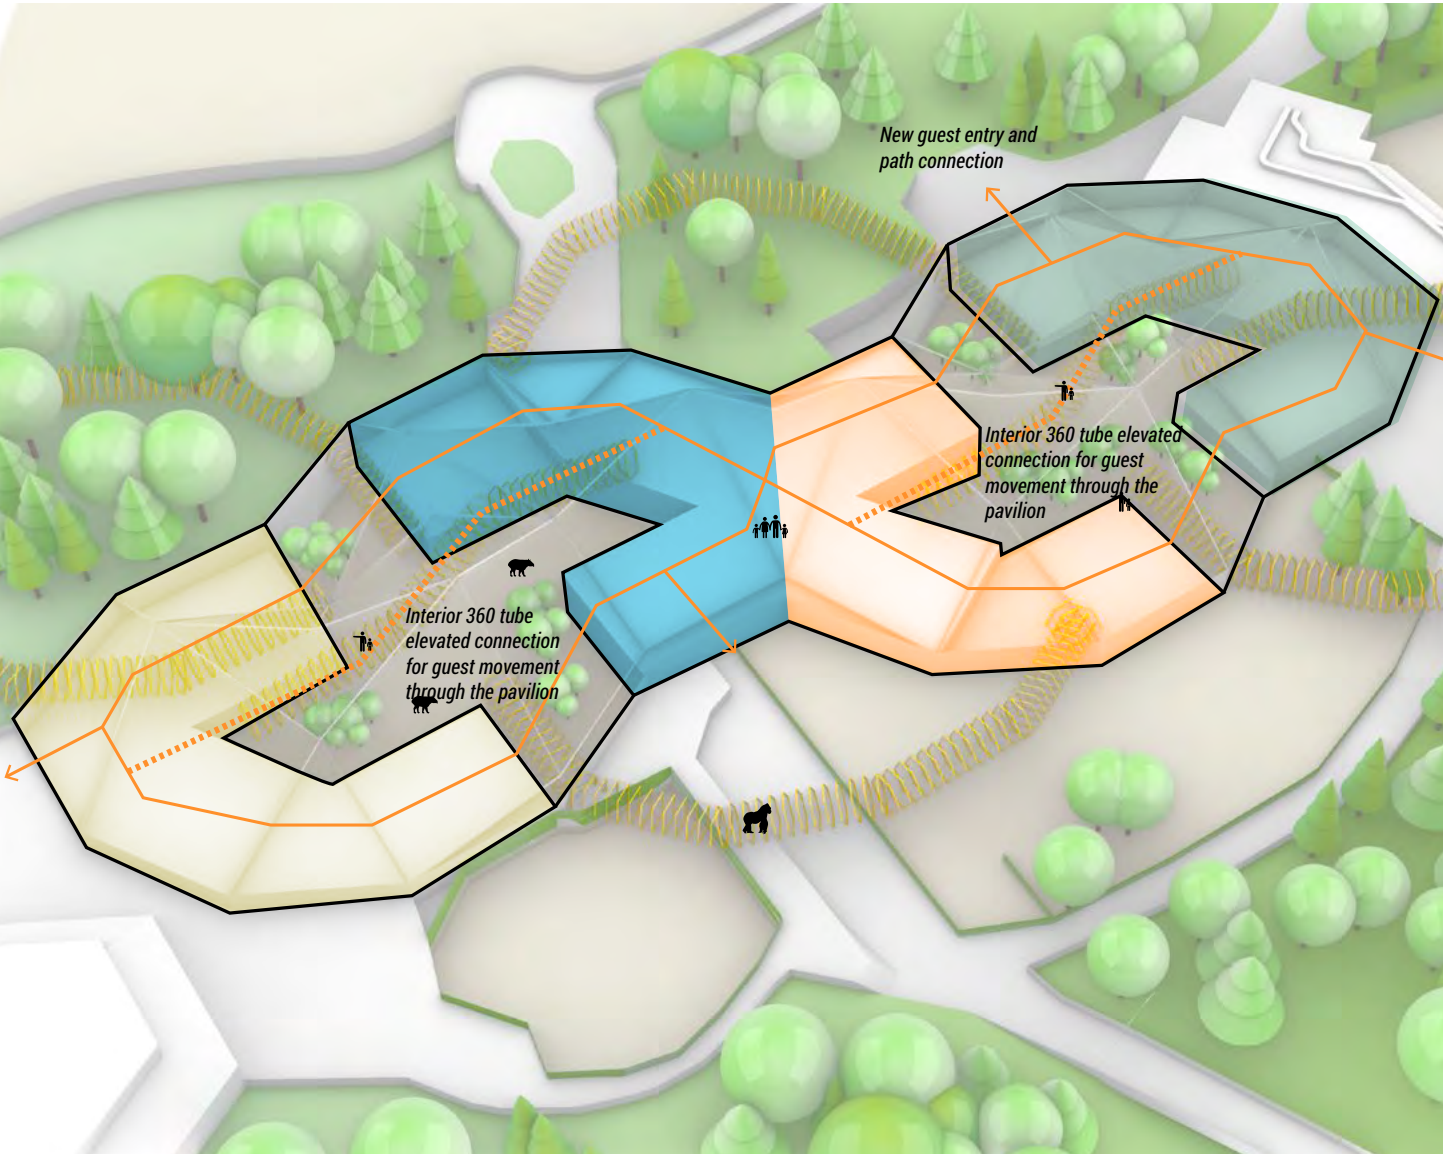 New guest entry and
path connection
Interior 360 tube elevated
connection for guest
movement through the
pavilion
Interior 360 tube
elevated connection
for guest movement
through the pavilion